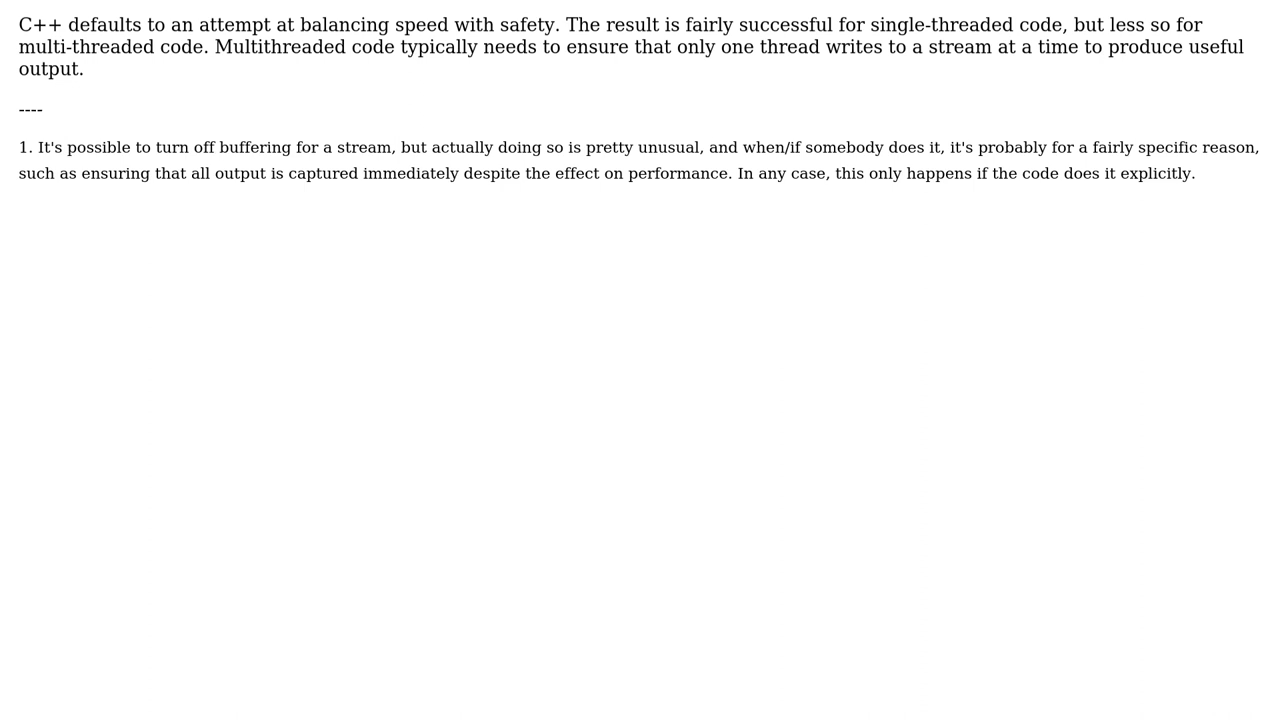 C++ defaults to an attempt at balancing speed with safety. The result is fairly successful for single-threaded code, but less so for
multi-threaded code. Multithreaded code typically needs to ensure that only one thread writes to a stream at a time to produce useful
output.
----
1. It's possible to turn off buffering for a stream, but actually doing so is pretty unusual, and when/if somebody does it, it's probably for a fairly specific reason,
such as ensuring that all output is captured immediately despite the effect on performance. In any case, this only happens if the code does it explicitly.